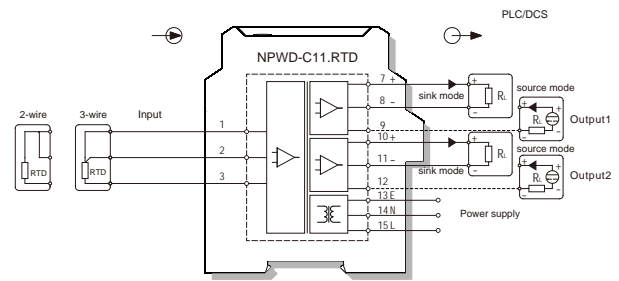 PLC/DCS
NPWD-C11.RTD
2-wire
3-wire
Input
RTD
RTD
1
2
3
7 +
8 –
9
10 +
11 –
12
13 E
14 N
15 L
sink mode
+
RL
–
source mode
+
RL
–
Output1
sink mode
+
RL
–
source mode
+
RL
–
Output2
Power supply